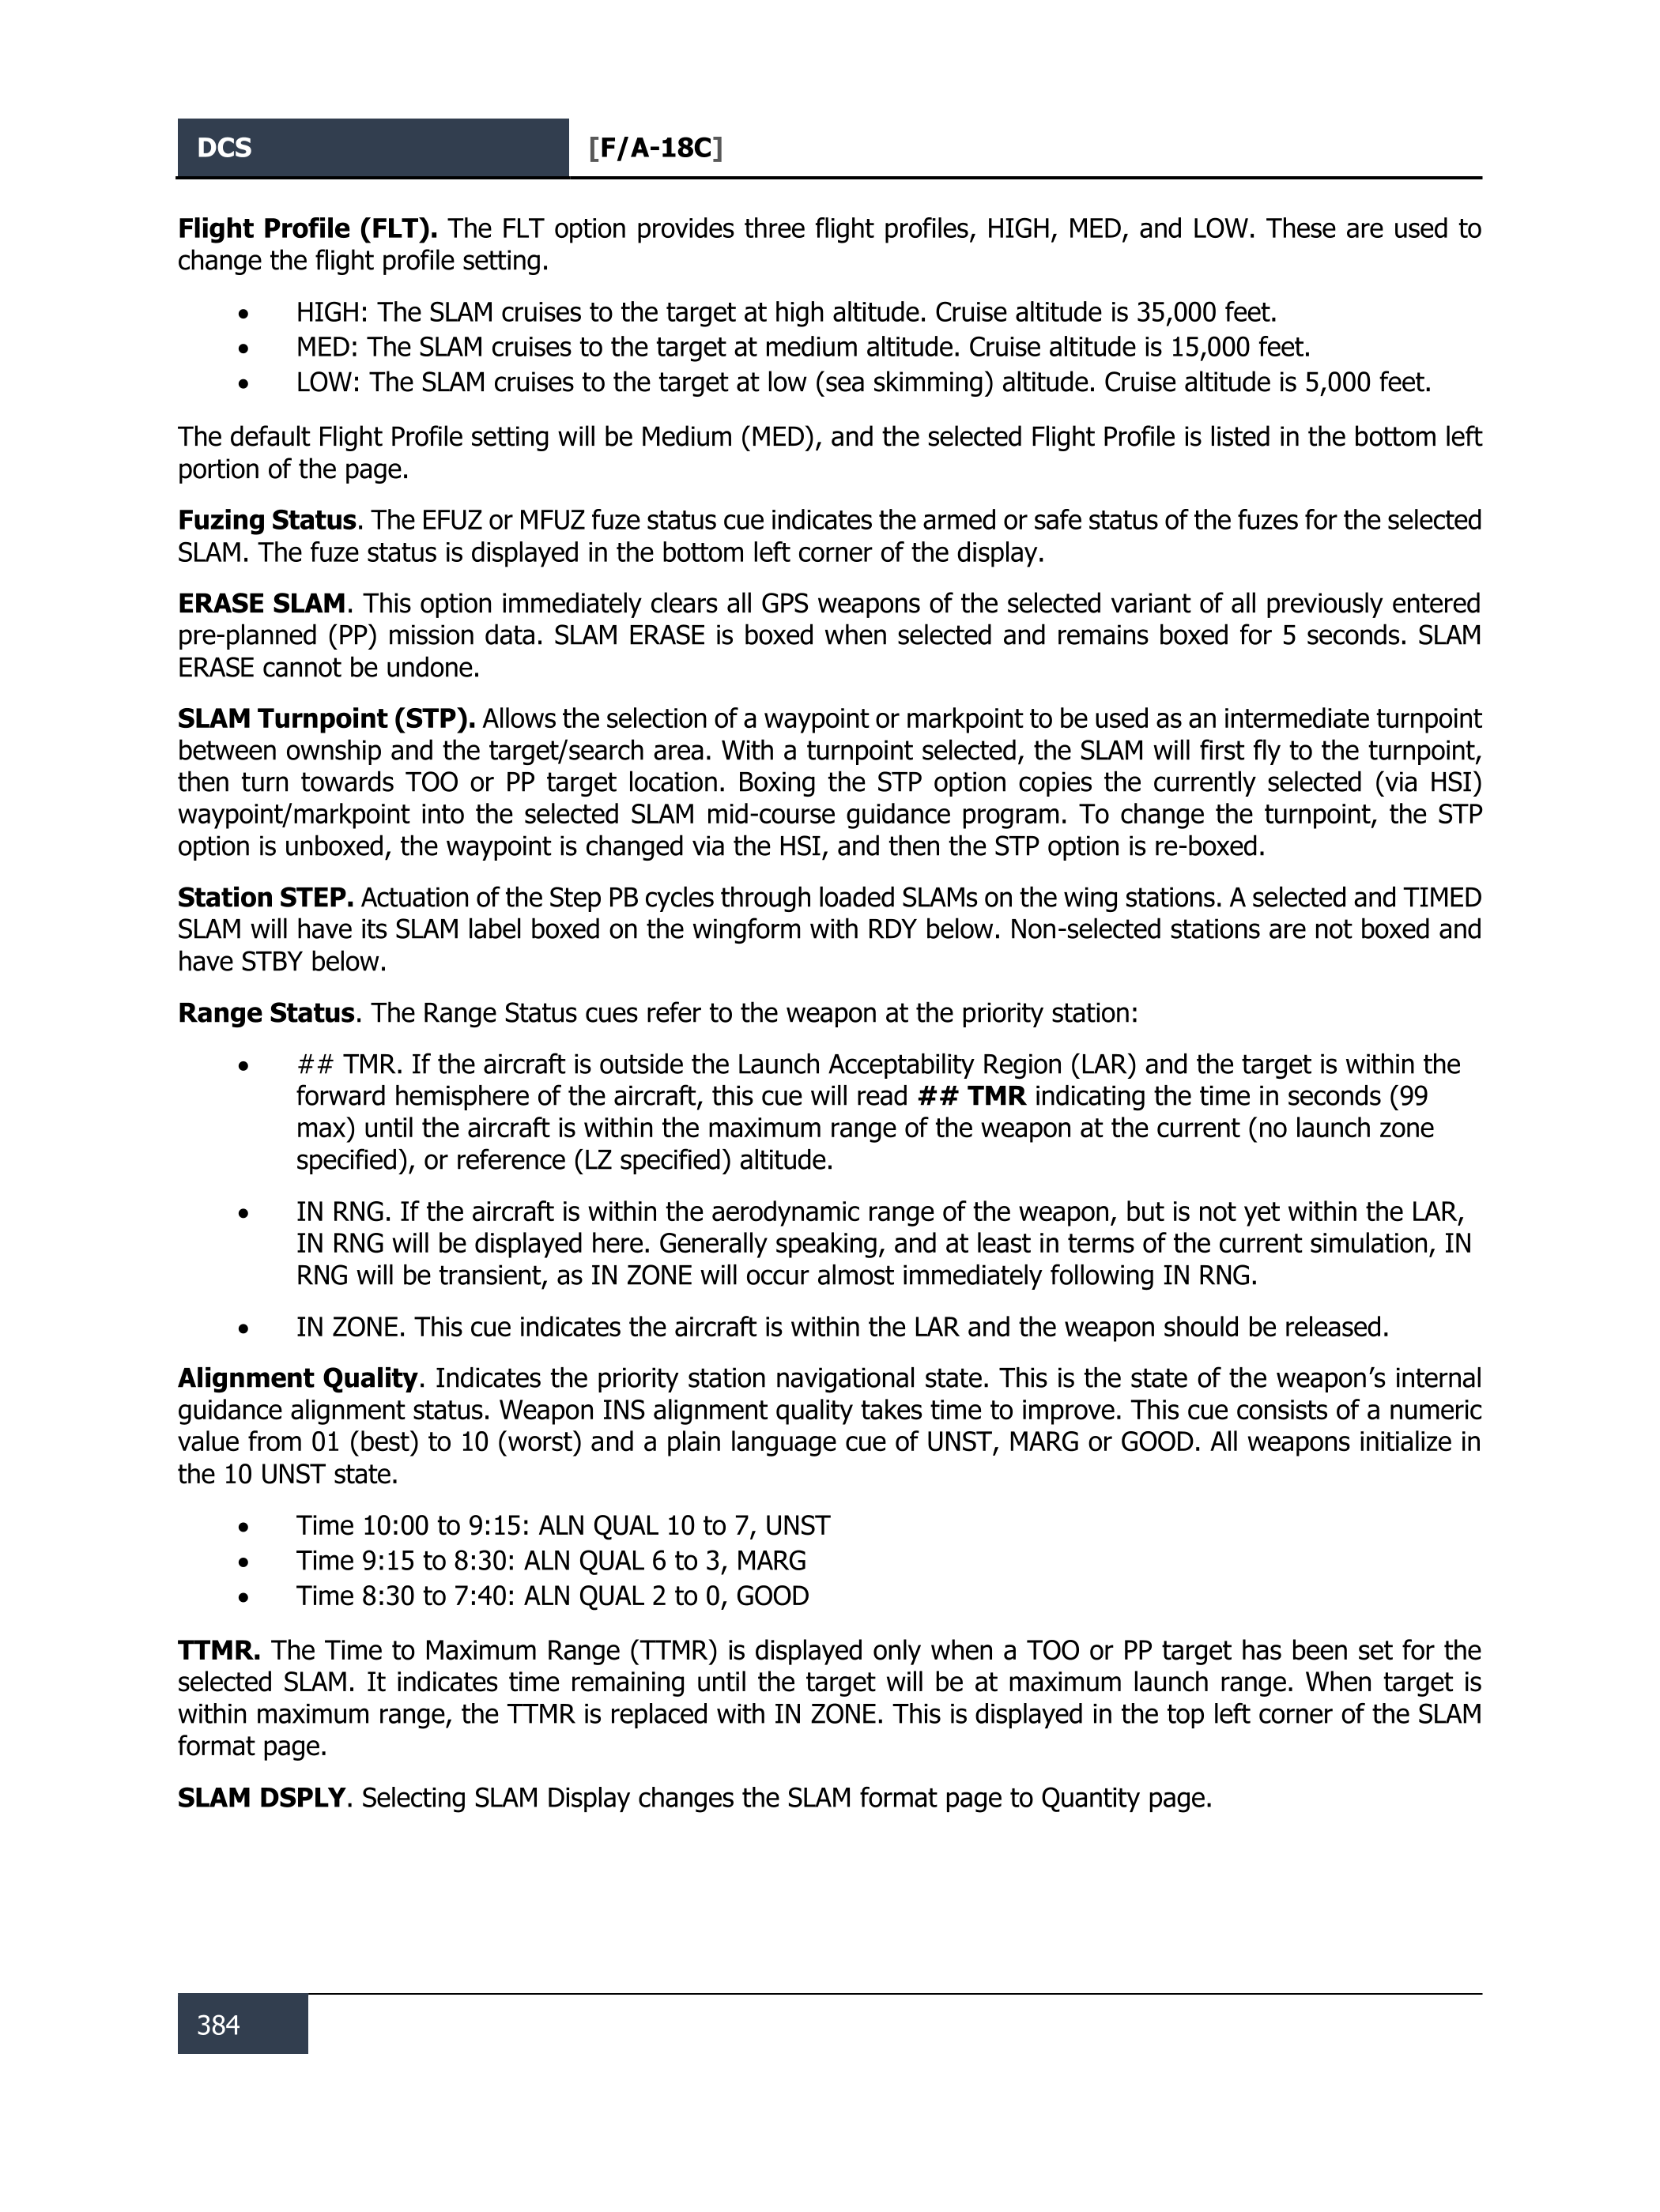 DCS
[F/A-18C]
Flight Profile (FLT). The FLT option provides three flight profiles, HIGH, MED, and LOW. These are used to
change the flight profile setting.
• HIGH: The SLAM cruises to the target at high altitude. Cruise altitude is 35,000 feet.
• MED: The SLAM cruises to the target at medium altitude. Cruise altitude is 15,000 feet.
• LOW: The SLAM cruises to the target at low (sea skimming) altitude. Cruise altitude is 5,000 feet.
The default Flight Profile setting will be Medium (MED), and the selected Flight Profile is listed in the bottom left
portion of the page.
Fuzing Status. The EFUZ or MFUZ fuze status cue indicates the armed or safe status of the fuzes for the selected
SLAM. The fuze status is displayed in the bottom left corner of the display.
ERASE SLAM. This option immediately clears all GPS weapons of the selected variant of all previously entered
pre-planned (PP) mission data. SLAM ERASE is boxed when selected and remains boxed for 5 seconds. SLAM
ERASE cannot be undone.
SLAM Turnpoint (STP). Allows the selection of a waypoint or markpoint to be used as an intermediate turnpoint
between ownship and the target/search area. With a turnpoint selected, the SLAM will first fly to the turnpoint,
then turn towards TOO or PP target location. Boxing the STP option copies the currently selected (via HSI)
waypoint/markpoint into the selected SLAM mid-course guidance program. To change the turnpoint, the STP
option is unboxed, the waypoint is changed via the HSI, and then the STP option is re-boxed.
Station STEP. Actuation of the Step PB cycles through loaded SLAMs on the wing stations. A selected and TIMED
SLAM will have its SLAM label boxed on the wingform with RDY below. Non-selected stations are not boxed and
have STBY below.
Range Status. The Range Status cues refer to the weapon at the priority station:
• ## TMR. If the aircraft is outside the Launch Acceptability Region (LAR) and the target is within the
forward hemisphere of the aircraft, this cue will read ## TMR indicating the time in seconds (99
max) until the aircraft is within the maximum range of the weapon at the current (no launch zone
specified), or reference (LZ specified) altitude.
• IN RNG. If the aircraft is within the aerodynamic range of the weapon, but is not yet within the LAR,
IN RNG will be displayed here. Generally speaking, and at least in terms of the current simulation, IN
RNG will be transient, as IN ZONE will occur almost immediately following IN RNG.
• IN ZONE. This cue indicates the aircraft is within the LAR and the weapon should be released.
Alignment Quality. Indicates the priority station navigational state. This is the state of the weapon’s internal
guidance alignment status. Weapon INS alignment quality takes time to improve. This cue consists of a numeric
value from 01 (best) to 10 (worst) and a plain language cue of UNST, MARG or GOOD. All weapons initialize in
the 10 UNST state.
• Time 10:00 to 9:15: ALN QUAL 10 to 7, UNST
• Time 9:15 to 8:30: ALN QUAL 6 to 3, MARG
• Time 8:30 to 7:40: ALN QUAL 2 to 0, GOOD
TTMR. The Time to Maximum Range (TTMR) is displayed only when a TOO or PP target has been set for the
selected SLAM. It indicates time remaining until the target will be at maximum launch range. When target is
within maximum range, the TTMR is replaced with IN ZONE. This is displayed in the top left corner of the SLAM
format page.
SLAM DSPLY. Selecting SLAM Display changes the SLAM format page to Quantity page.
384